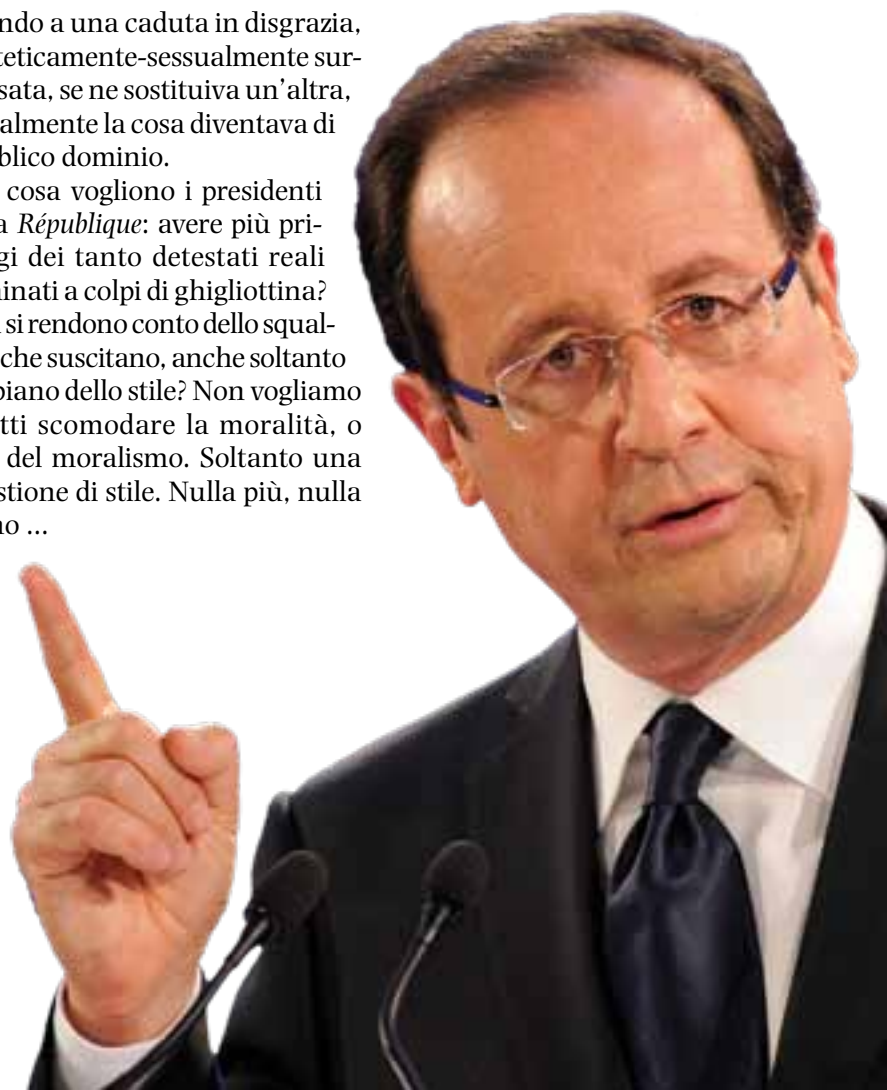 ndo a una caduta in disgrazia,
teticamente-sessualmente sur-
sata, se ne sostituiva un’altra,
almente la cosa diventava di
blico dominio.
cosa vogliono i presidenti
a République: avere più pri-
gi dei tanto detestati reali
inati a colpi di ghigliottina?
si rendono conto dello squal-
che suscitano, anche soltanto
piano dello stile? Non vogliamo
tti scomodare la moralità, o
del moralismo. Soltanto una
stione di stile. Nulla più, nulla
no ...